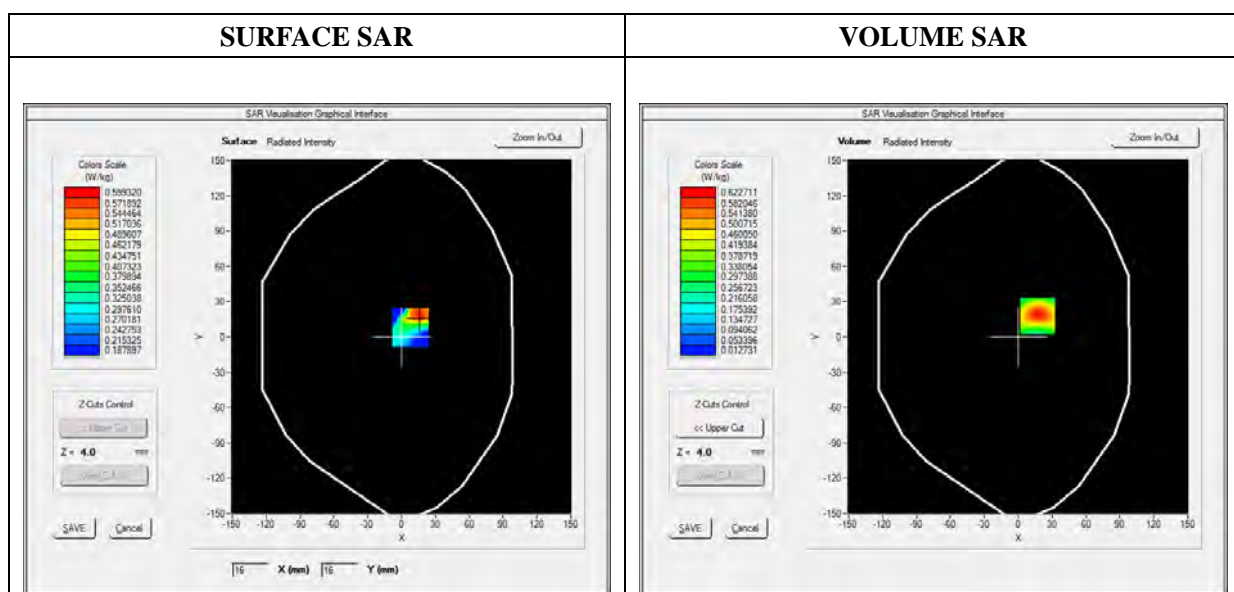 SURFACE SAR
VOLUME SAR
SAR Visualisation Graphical Interface
Surface Radiated Intensity
Zoom In/Out
Colors Scale
(W/kg)
0.599320
0.571892
0.544464
0.517036
0.489607
0.462179
0.434751
0.407323
0.379894
0.352466
0.325038
0.297610
0.270181
0.242753
0.215325
0.187897
Z-Cuts Control
<< Upper Cut
Z = 4.0 mm
SAVE
Cancel
150
120
90
60
30
0
-30
-60
-90
-120
-150
Y
-150 -120 -90 -60 -30 0 30 60 90 120 150
X
16 X (mm) 16 Y (mm)
SAR Visualisation Graphical Interface
Volume Radiated Intensity
Zoom In/Out
Colors Scale
(W/kg)
0.622711
0.582046
0.541380
0.500715
0.460050
0.419384
0.378719
0.338054
0.297388
0.256723
0.216058
0.175392
0.134727
0.094062
0.053396
0.012731
Z-Cuts Control
<< Upper Cut
Z = 4.0 mm
SAVE
Cancel
150
120
90
60
30
0
-30
-60
-90
-120
-150
Y
-150 -120 -90 -60 -30 0 30 60 90 120 150
X